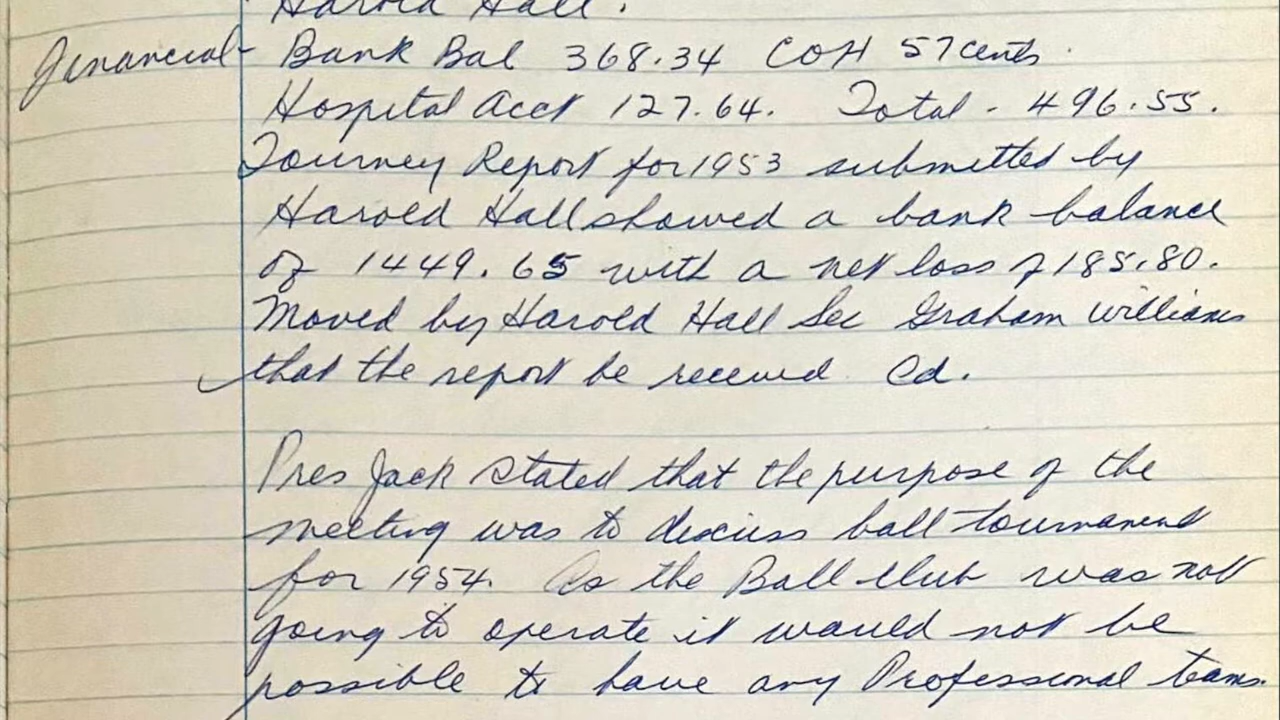 Harold Hall.
Financial - Bank Bal 368.34 COH 57 cents
Hospital Acct 127.64. Total - 496.55.
Tourney Report for 1953 submitted by
Harold Hall showed a bank balance
of 1449.65 with a net loss of 185.80.
Moved by Harold Hall Sec Graham Williams
that the report be received Cd.
Pres Jack stated that the purpose of the
meeting was to discuss ball tournament
for 1954. As the Ball Club was not
going to operate it would not be
possible to have any Professional teams.